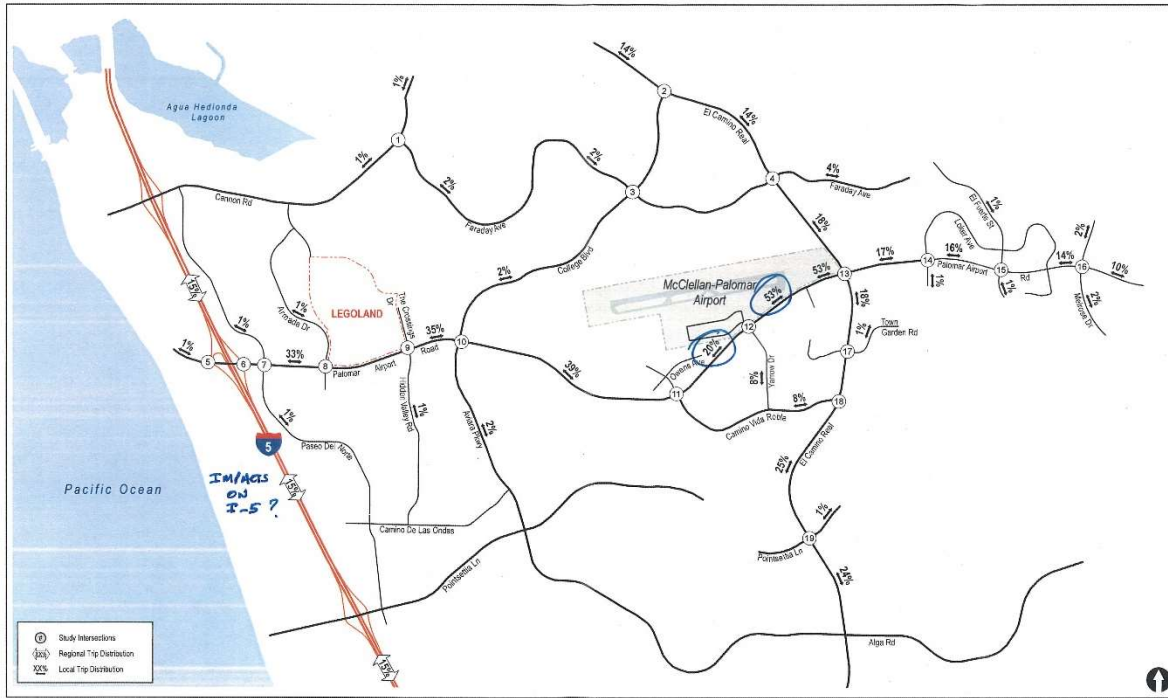 14%
1%
2
Agua Hedionda
Lagoon
El Camino Real
14%
1
1%
2%
2%
4%
Faraday Ave
4
3
Cannon Rd
Faraday Ave
El Fuerte St
1%
Loker Ave
18%
2%
College Blvd
2%
17%
14
16%
Palomar Airport
Rd
15
14%
16
10%
53%
13
McClellan-Palomar
Airport
53%
1%
1%
2%
Melrose Dr
15%
18%
Armada Dr
1%
LEGOLAND
The Crossings
Dr
35%
Road
10
12
Town
Garden Rd
1%
17
1%
1%
5
6
7
33%
8
Palomar
Airport
9
20%
Owens Ave
39%
11
8%
Yarrow Dr
Hidden Valley Rd
1%
8%
18
Camino Vida Roble
1%
Aviara Pkwy
2%
El Camino Real
5
Paseo Del Norte
25%
Pacific Ocean
IMPACTS
ON
I-5 ?
15%
15%
1%
Camino De Las Ondas
19
Poinsettia Ln
Poinsettia Ln
24%
Alga Rd
15%
# Study Intersections
XX% Regional Trip Distribution
XX% Local Trip Distribution